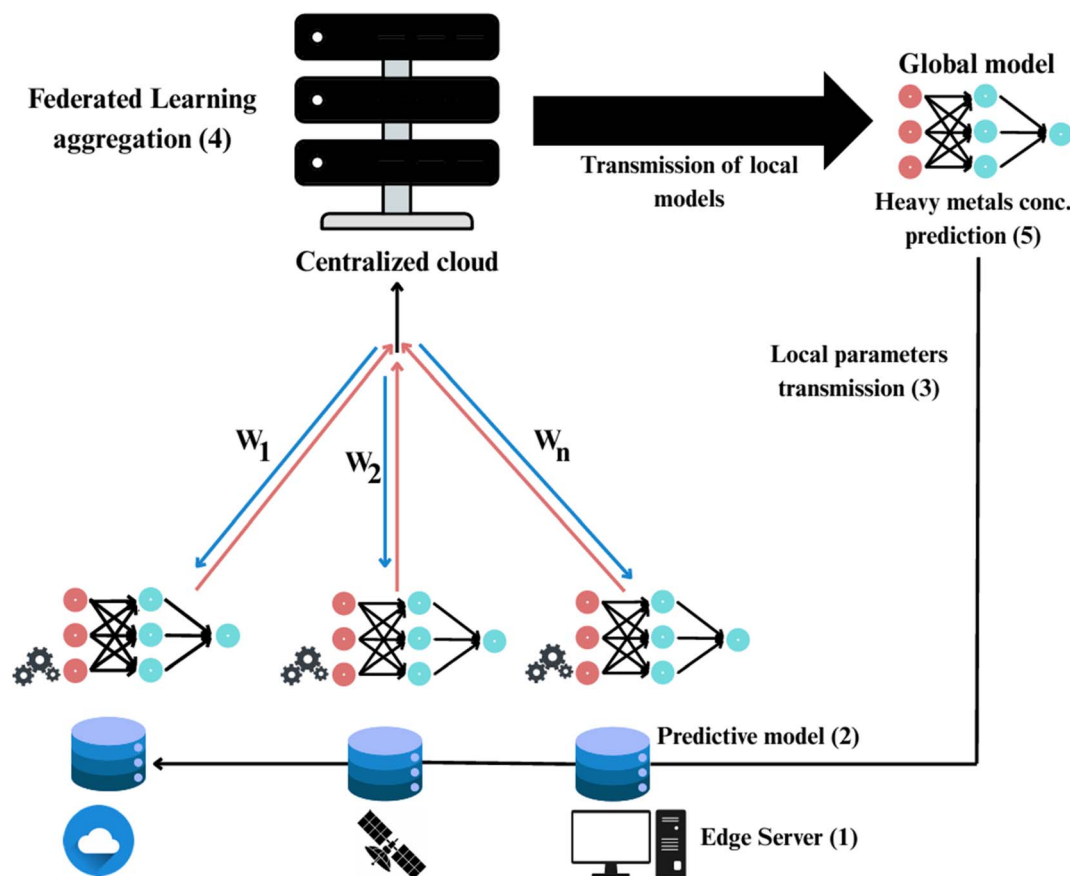 Federated Learning
aggregation (4)
Global model
Transmission of local
models
Heavy metals conc.
prediction (5)
Centralized cloud
Local parameters
transmission (3)
W1
W2
Wn
Predictive model (2)
Edge Server (1)